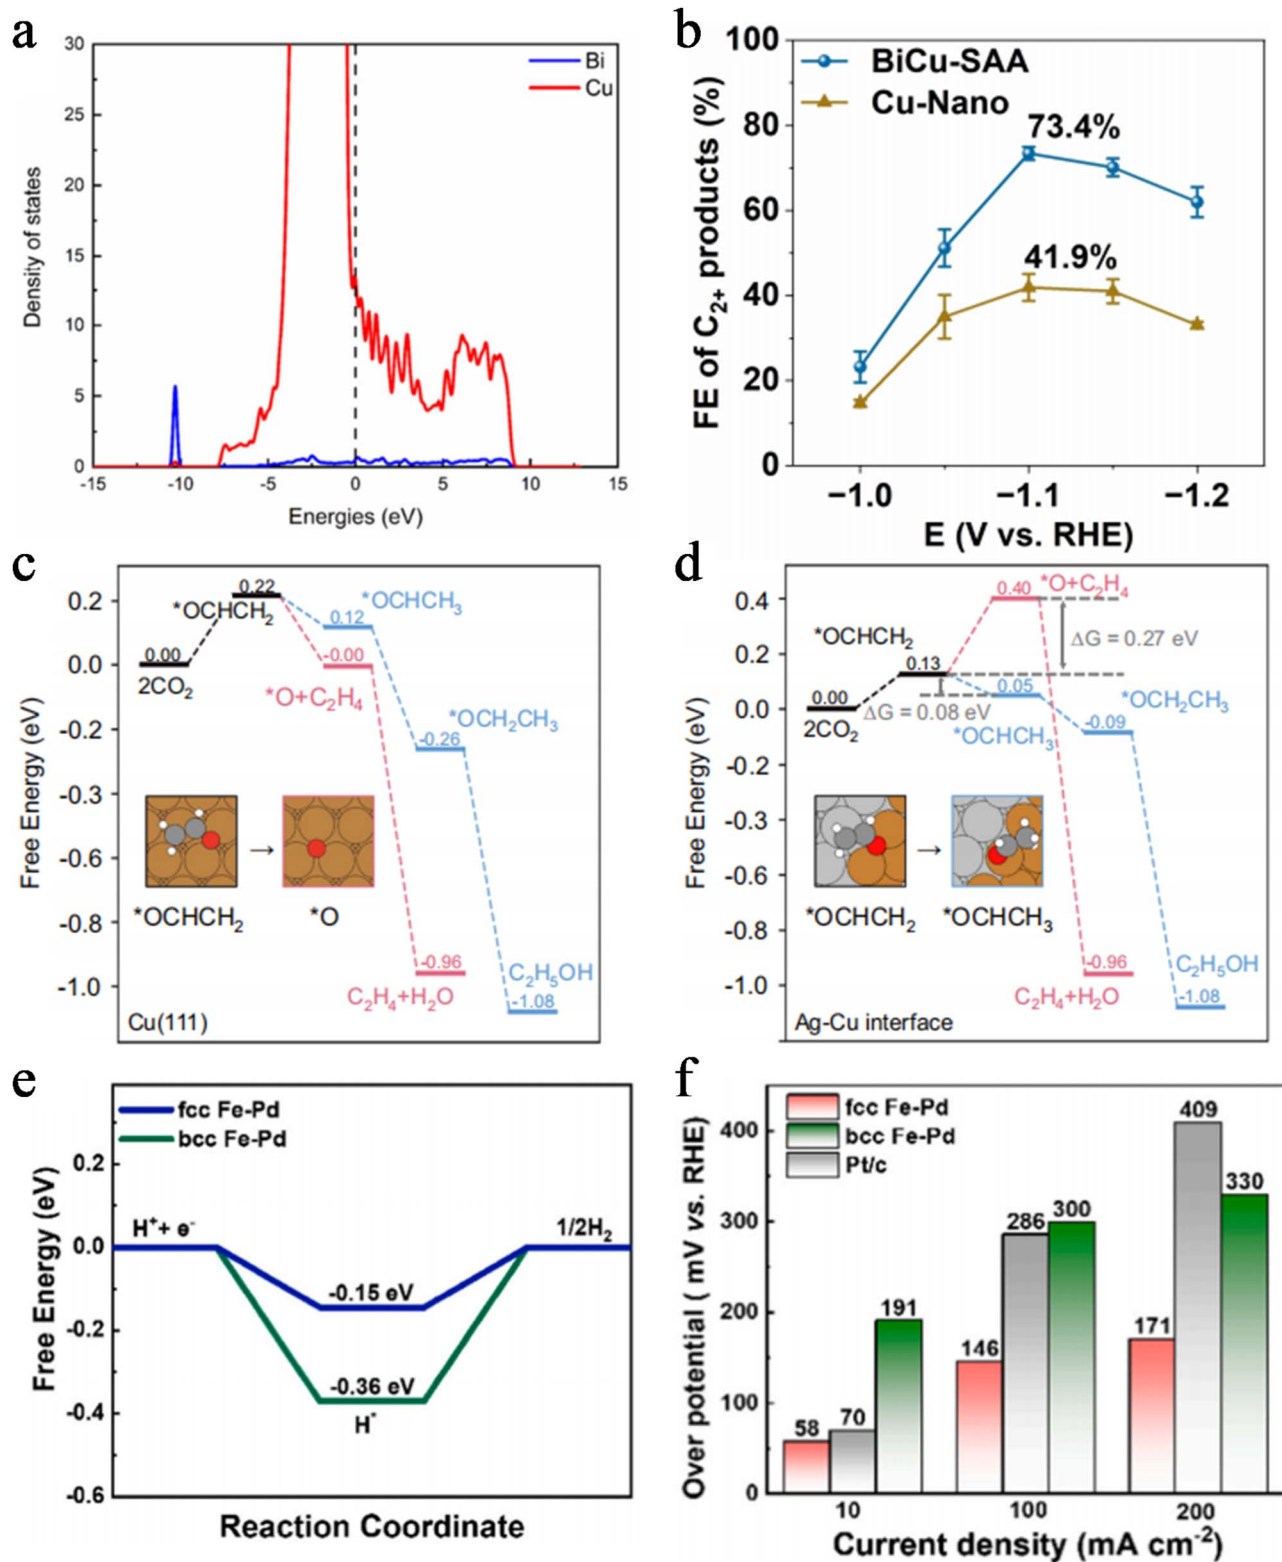 a
30
25
20
15
10
5
0
Density of states
Bi
Cu
-15
-10
-5
0
5
10
15
Energies (eV)
b
100
80
60
40
20
0
FE of C₂₊ products (%)
BiCu-SAA
Cu-Nano
73.4%
41.9%
−1.0
−1.1
−1.2
E (V vs. RHE)
c
0.2
0.0
-0.2
-0.3
-0.6
-0.8
-1.0
Free Energy (eV)
0.22
*OCHCH₂
0.12
*OCHCH₃
0.00
2CO₂
-0.00
*O+C₂H₄
*OCH₂CH₃
-0.26
*OCHCH₂
→
*O
-0.96
C₂H₄+H₂O
C₂H₅OH
-1.08
Cu(111)
d
0.4
0.2
0.0
-0.2
-0.3
-0.6
-0.8
-1.0
Free Energy (eV)
0.40
*O+C₂H₄
ΔG = 0.27 eV
*OCHCH₂
0.13
0.00
2CO₂
0.05
ΔG = 0.08 eV
*OCHCH₃
*OCH₂CH₃
-0.09
*OCHCH₂
→
*OCHCH₃
-0.96
C₂H₄+H₂O
C₂H₅OH
-1.08
Ag-Cu interface
e
fcc Fe-Pd
bcc Fe-Pd
0.2
0.0
-0.2
-0.4
-0.6
Free Energy (eV)
H⁺+ e⁻
1/2H₂
-0.15 eV
-0.36 eV
H*
Reaction Coordinate
f
fcc Fe-Pd
bcc Fe-Pd
Pt/c
400
300
200
100
0
Over potential ( mV vs. RHE)
58
70
191
146
286
300
171
409
330
10
100
200
Current density (mA cm⁻²)